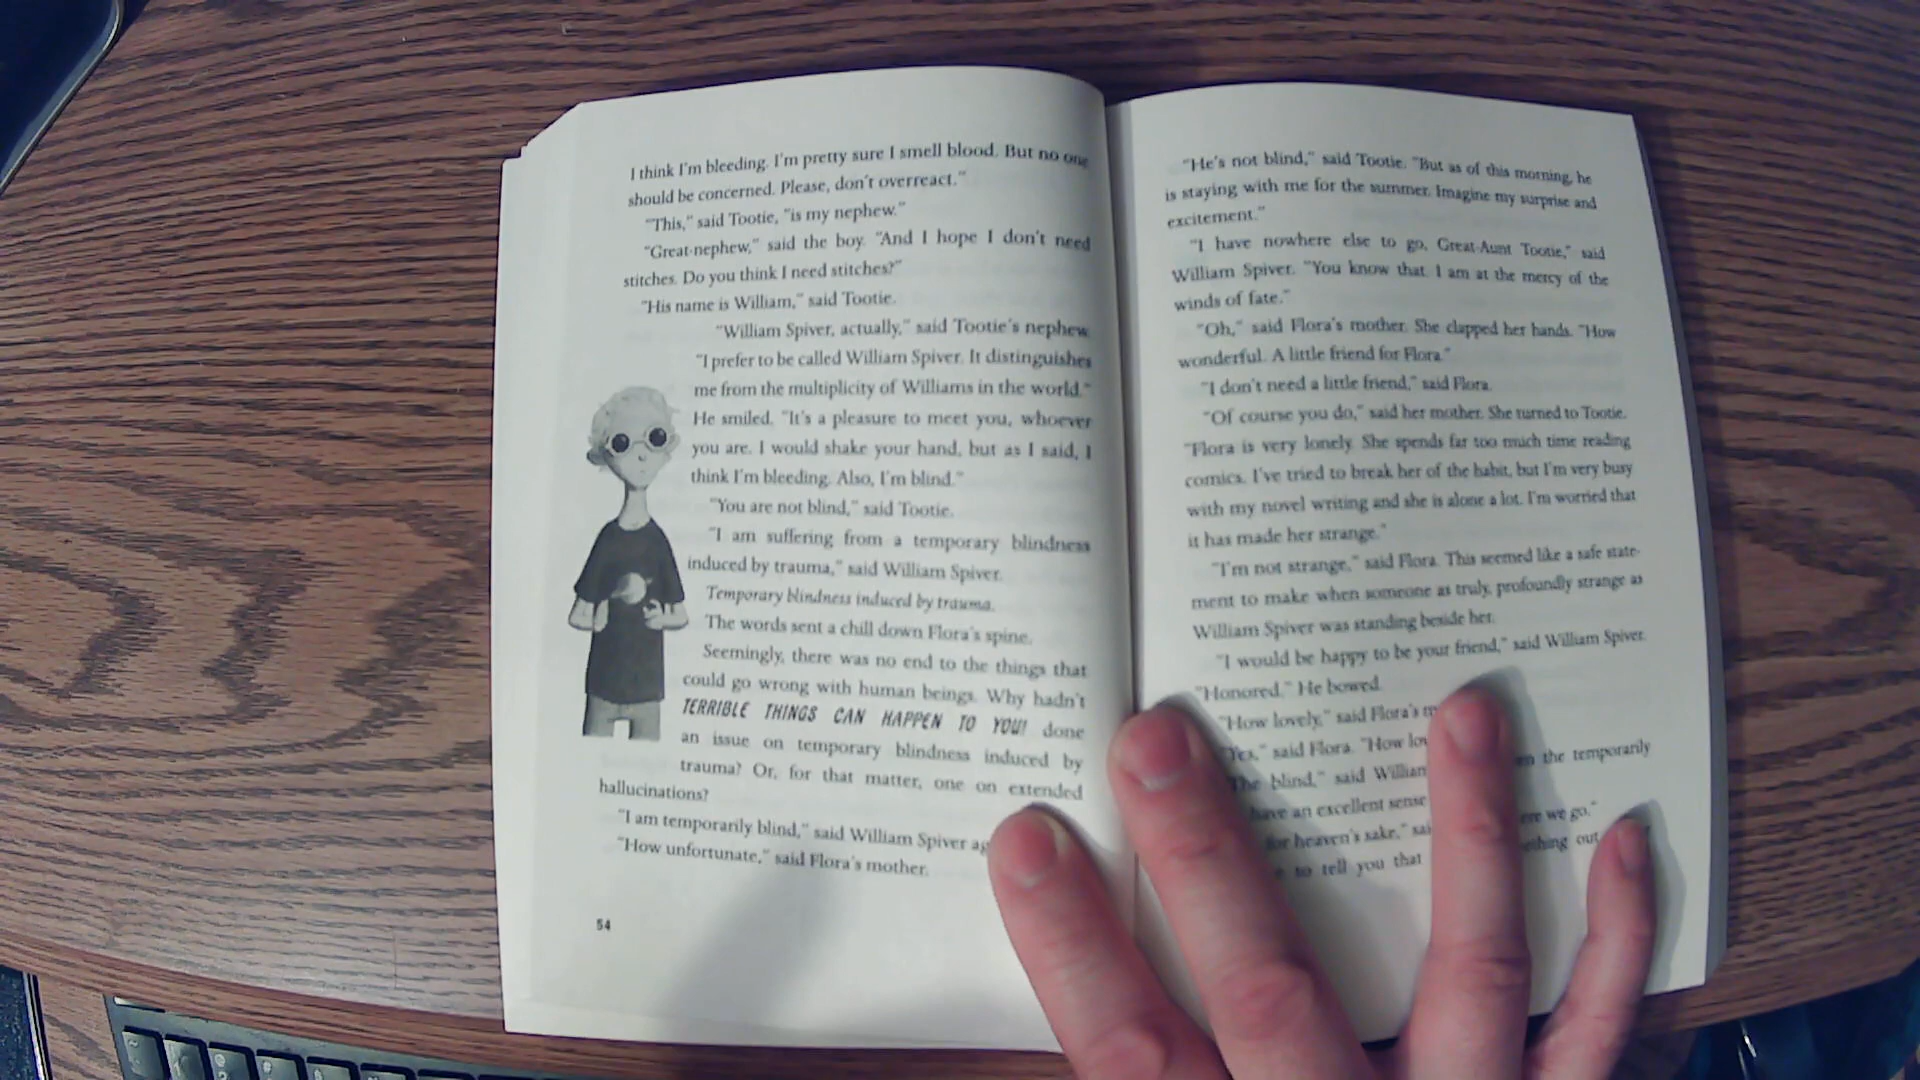 I think I'm bleeding. I'm pretty sure I smell blood. But no one
should be concerned. Please, don't overreact."
"This," said Tootie, "is my nephew."
"Great-nephew," said the boy. "And I hope I don't need
stitches. Do you think I need stitches?"
"His name is William," said Tootie.
"William Spiver, actually," said Tootie's nephew.
"I prefer to be called William Spiver. It distinguishes
me from the multiplicity of Williams in the world."
He smiled. "It's a pleasure to meet you, whoever
you are. I would shake your hand, but as I said, I
think I'm bleeding. Also, I'm blind."
"You are not blind," said Tootie.
"I am suffering from a temporary blindness
induced by trauma," said William Spiver.
Temporary blindness induced by trauma.
The words sent a chill down Flora's spine.
Seemingly, there was no end to the things that
could go wrong with human beings. Why hadn't
TERRIBLE THINGS CAN HAPPEN TO YOU! done
an issue on temporary blindness induced by
trauma? Or, for that matter, one on extended
hallucinations?
"I am temporarily blind," said William Spiver
"How unfortunate," said Flora's mother.
54
"He's not blind," said Tootie. "But as of this morning, he
is staying with me for the summer. Imagine my surprise and
excitement."
"I have nowhere else to go, Great-Aunt Tootie," said
William Spiver. "You know that. I am at the mercy of the
winds of fate."
"Oh," said Flora's mother. She clapped her hands. "How
wonderful. A little friend for Flora."
"I don't need a little friend," said Flora.
"Of course you do," said her mother. She turned to Tootie.
"Flora is very lonely. She spends far too much time reading
comics. I've tried to break her of the habit, but I'm very busy
with my novel writing and she is alone a lot. I'm worried that
it has made her strange."
"I'm not strange," said Flora. This seemed like a safe state-
ment to make when someone as truly, profoundly strange as
William Spiver was standing beside her.
"I would be happy to be your friend," said William Spiver.
"Honored." He bowed.
"How lovely," said Flora's
"Yes," said Flora. "How
the temporarily
blind," said William
have an excellent sense
for heaven's sake," we go."
to tell you that out